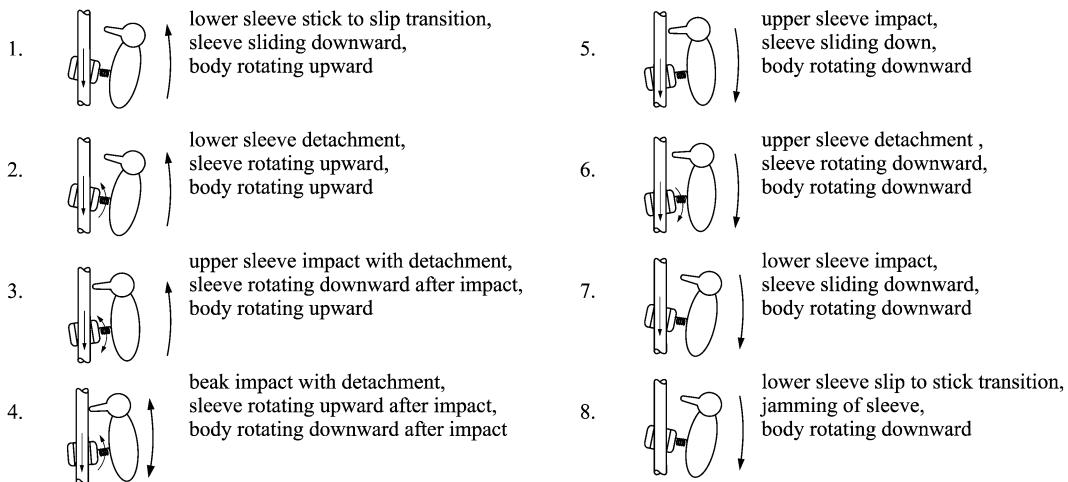 1.
lower sleeve stick to slip transition,
sleeve sliding downward,
body rotating upward
2.
lower sleeve detachment,
sleeve rotating upward,
body rotating upward
3.
upper sleeve impact with detachment,
sleeve rotating downward after impact,
body rotating upward
4.
beak impact with detachment,
sleeve rotating upward after impact,
body rotating downward after impact
5.
upper sleeve impact,
sleeve sliding down,
body rotating downward
6.
upper sleeve detachment ,
sleeve rotating downward,
body rotating downward
7.
lower sleeve impact,
sleeve sliding downward,
body rotating downward
8.
lower sleeve slip to stick transition,
jamming of sleeve,
body rotating downward